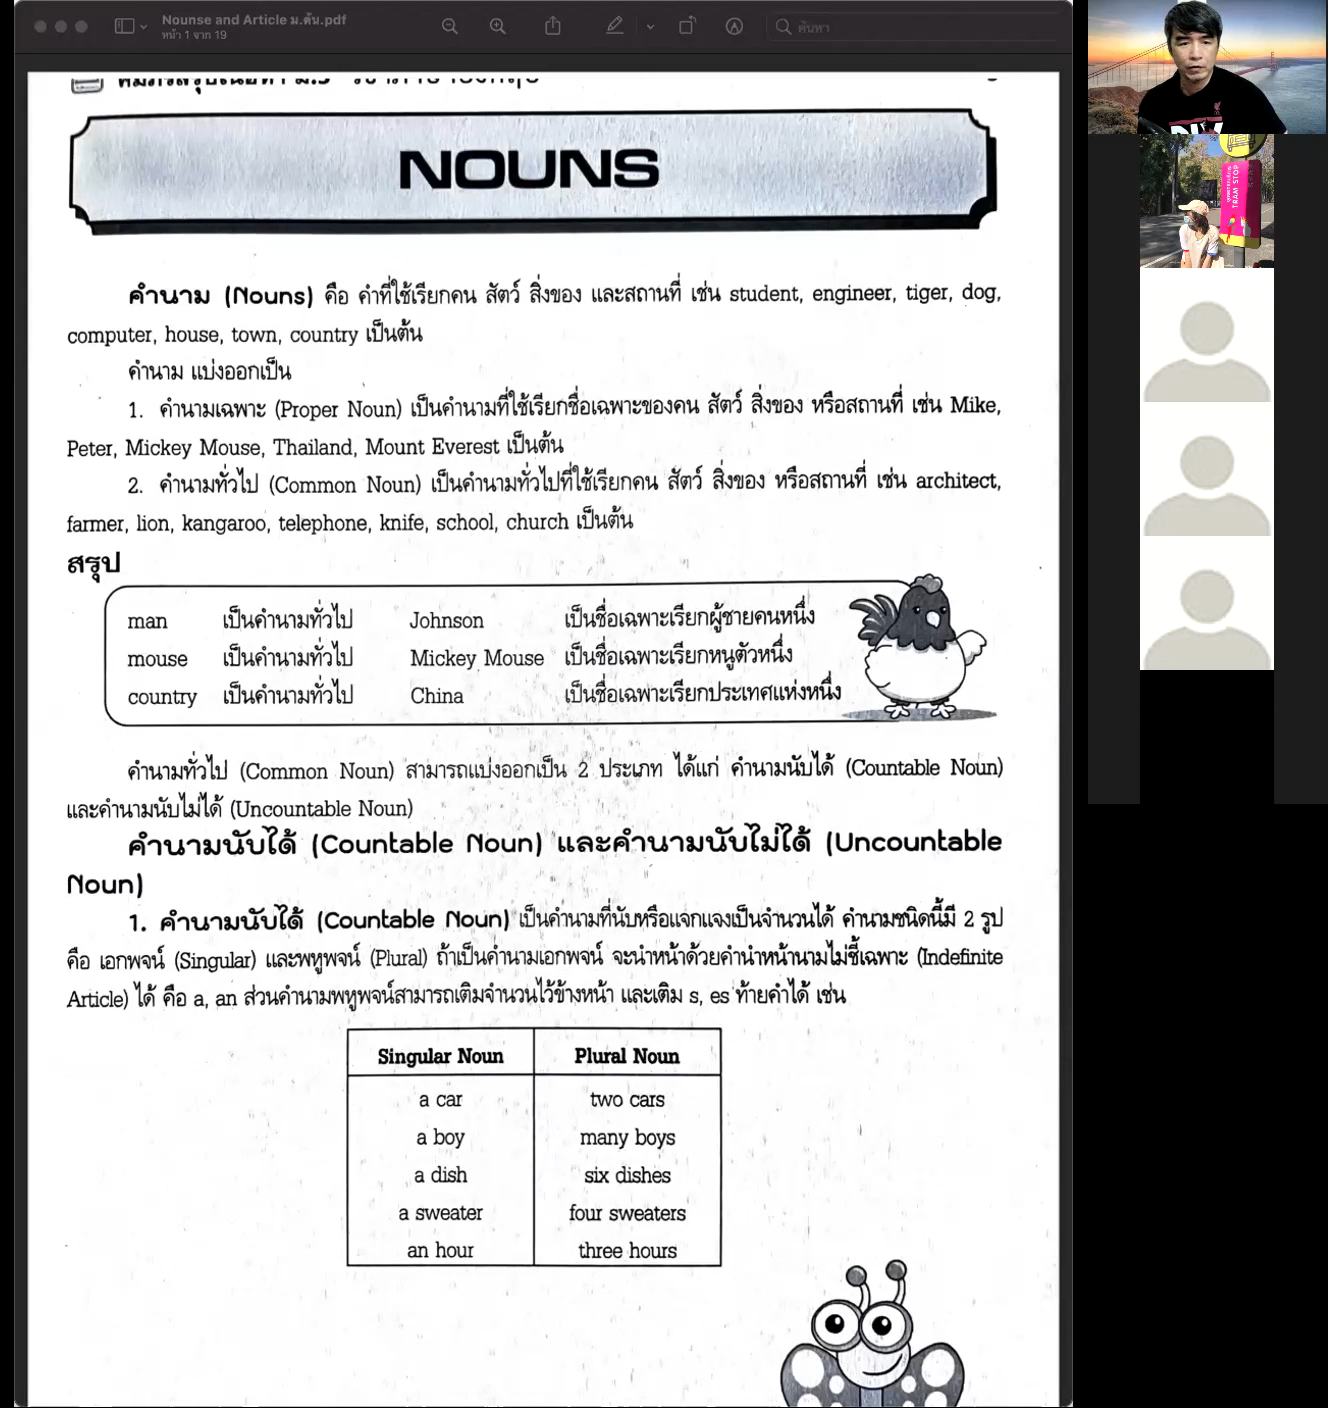 Nounse and Article ม.ต้น.pdf
หน้า 1 จาก 19
ค้นหา
NOUNS
คำนาม (Nouns) คือ คำที่ใช้เรียกคน สัตว์ สิ่งของ และสถานที่ เช่น student, engineer, tiger, dog,
computer, house, town, country เป็นต้น
คำนาม แบ่งออกเป็น
1. คำนามเฉพาะ (Proper Noun) เป็นคำนามที่ใช้เรียกชื่อเฉพาะของคน สัตว์ สิ่งของ หรือสถานที่ เช่น Mike,
Peter, Mickey Mouse, Thailand, Mount Everest เป็นต้น
2. คำนามทั่วไป (Common Noun) เป็นคำนามทั่วไปที่ใช้เรียกคน สัตว์ สิ่งของ หรือสถานที่ เช่น architect,
farmer, lion, kangaroo, telephone, knife, school, church เป็นต้น
สรุป
man เป็นคำนามทั่วไป Johnson เป็นชื่อเฉพาะเรียกผู้ชายคนหนึ่ง
mouse เป็นคำนามทั่วไป Mickey Mouse เป็นชื่อเฉพาะเรียกหนูตัวหนึ่ง
country เป็นคำนามทั่วไป China เป็นชื่อเฉพาะเรียกประเทศแห่งหนึ่ง
คำนามทั่วไป (Common Noun) สามารถแบ่งออกเป็น 2 ประเภท ได้แก่ คำนามนับได้ (Countable Noun)
และคำนามนับไม่ได้ (Uncountable Noun)
คำนามนับได้ (Countable Noun) และคำนามนับไม่ได้ (Uncountable
Noun)
1. คำนามนับได้ (Countable Noun) เป็นคำนามที่นับหรือแจกแจงเป็นจำนวนได้ คำนามชนิดนี้มี 2 รูป
คือ เอกพจน์ (Singular) และพหูพจน์ (Plural) ถ้าเป็นคำนามเอกพจน์ จะนำหน้าด้วยคำนำหน้านามไม่ชี้เฉพาะ (Indefinite
Article) ได้ คือ a, an ส่วนคำนามพหูพจน์สามารถเติมจำนวนไว้ข้างหน้า และเติม s, es ท้ายคำได้ เช่น
Singular Noun Plural Noun
a car two cars
a boy many boys
a dish six dishes
a sweater four sweaters
an hour three hours
TRAM STOP